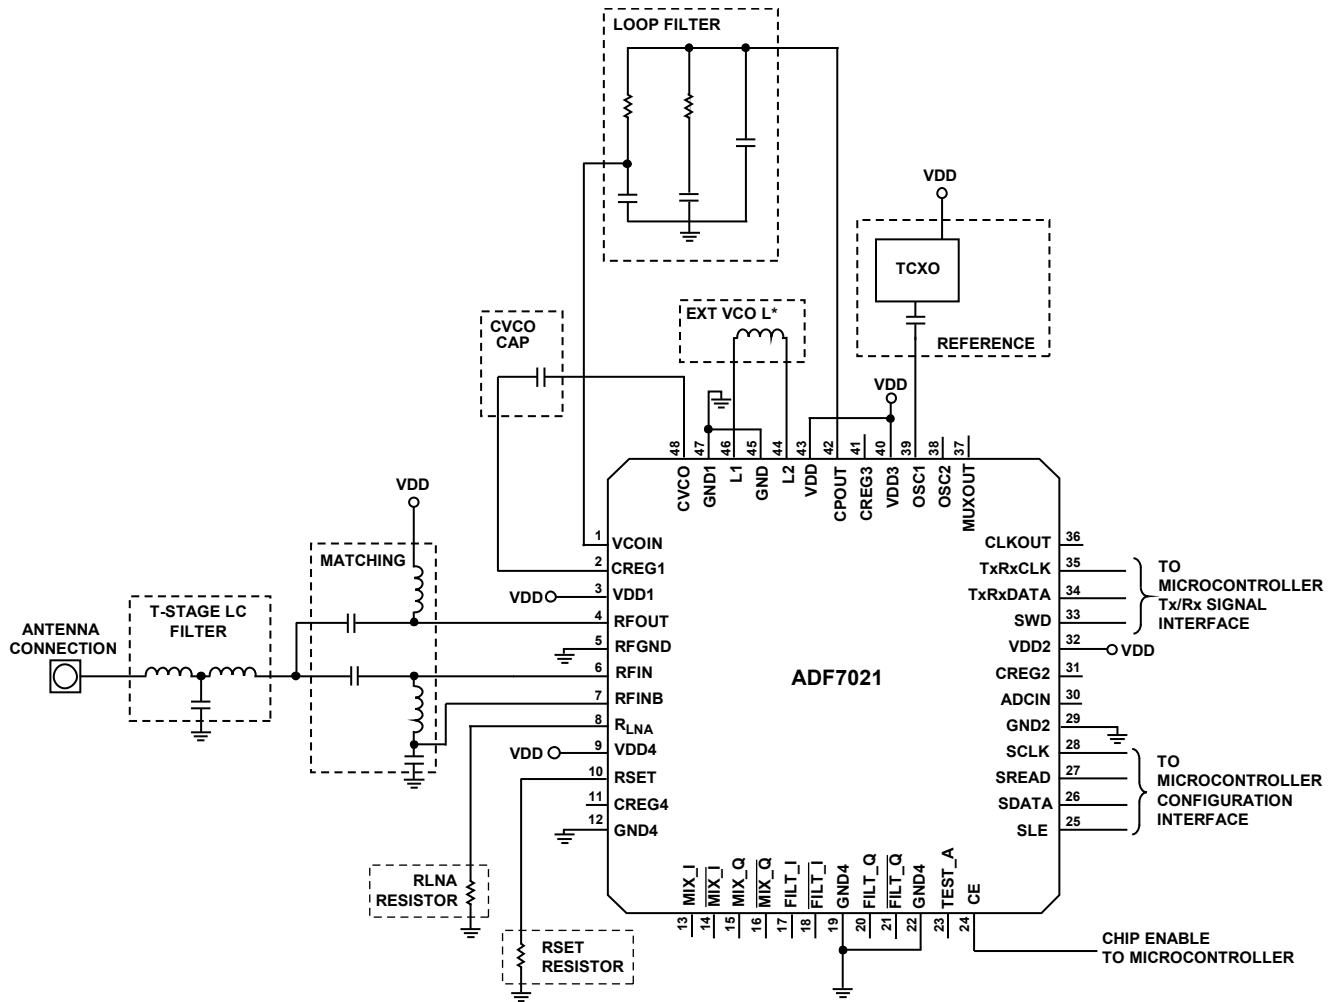 LOOP FILTER
VDD
TCXO
REFERENCE
EXT VCO L*
CVCO
CAP
VDD
48
47
46
45
44
43
42
41
40
39
38
37
CVCO
GND1
L1
GND
L2
VDD
CPOUT
CREG3
VDD3
OSC1
OSC2
MUXOUT
VDD
MATCHING
T-STAGE LC
FILTER
ANTENNA
CONNECTION
1 VCOIN
2 CREG1
VDD 3 VDD1
4 RFOUT
5 RFGND
6 RFIN
7 RFINB
8 RLNA
VDD 9 VDD4
10 RSET
11 CREG4
12 GND4
ADF7021
CLKOUT 36
TxRxCLK 35
TxRxDATA 34
SWD 33
VDD2 32 VDD
CREG2 31
ADCIN 30
GND2 29
SCLK 28
SREAD 27
SDATA 26
SLE 25
TO
MICROCONTROLLER
Tx/Rx SIGNAL
INTERFACE
TO
MICROCONTROLLER
CONFIGURATION
INTERFACE
MIX_I
MIX_I
MIX_Q
MIX_Q
FILT_I
FILT_I
GND4
FILT_Q
FILT_Q
GND4
TEST_A
CE
13
14
15
16
17
18
19
20
21
22
23
24
RLNA
RESISTOR
RSET
RESISTOR
CHIP ENABLE
TO MICROCONTROLLER